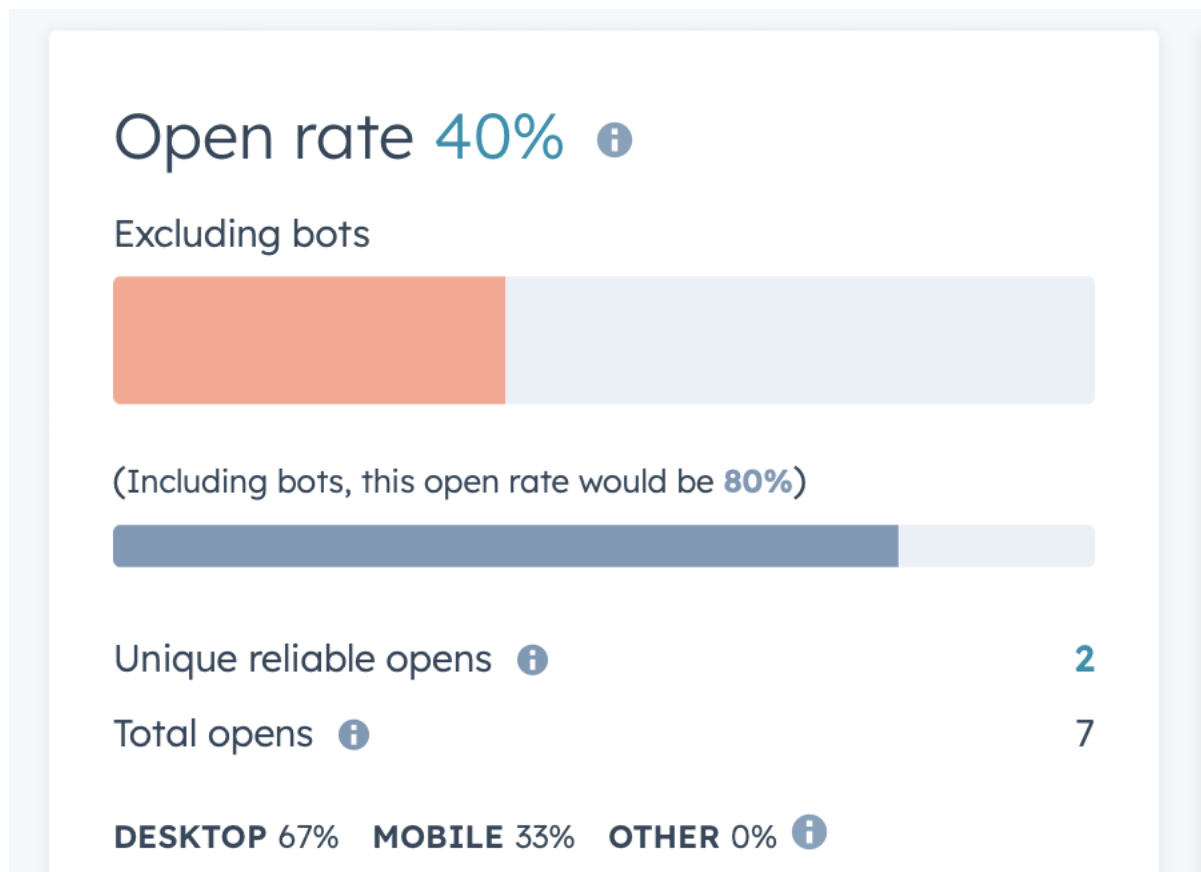 Open rate 40%
Excluding bots
(Including bots, this open rate would be 80%)
Unique reliable opens 2
Total opens 7
DESKTOP 67% MOBILE 33% OTHER 0%